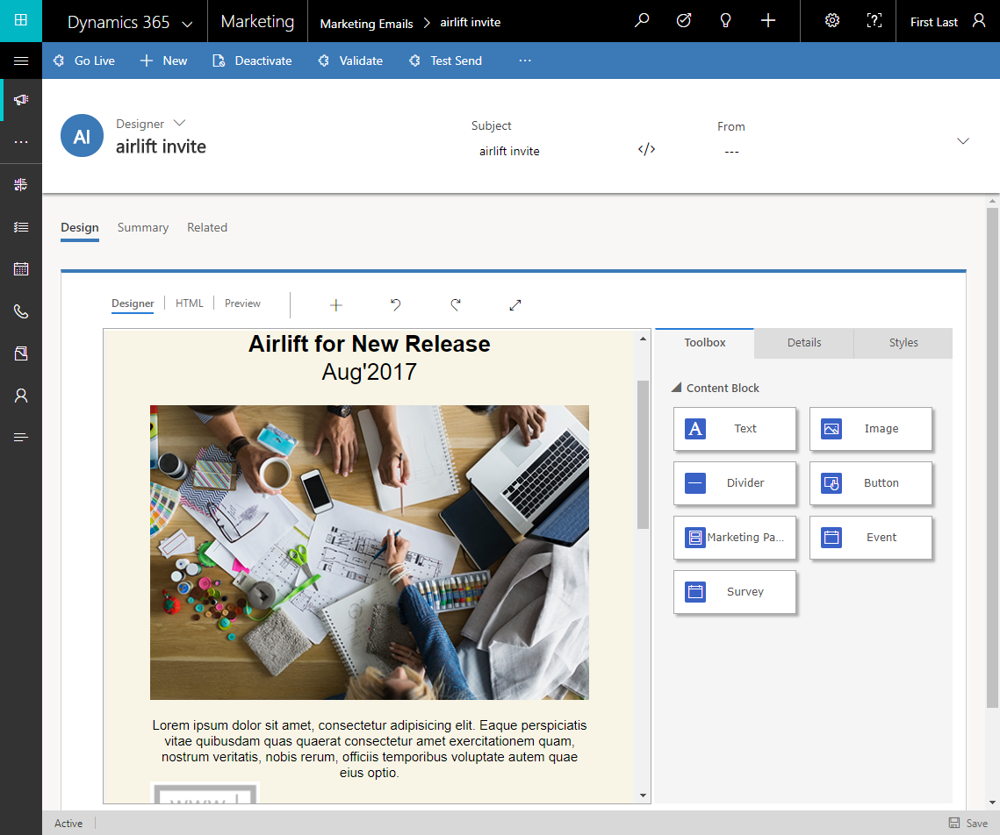 Dynamics 365
Marketing
Marketing Emails > airlift invite
First Last
Go Live
New
Deactivate
Validate
Test Send
AI
Designer
airlift invite
Subject
airlift invite
</>
From
---
Design
Summary
Related
Designer
HTML
Preview
Airlift for New Release
Aug'2017
Lorem ipsum dolor sit amet, consectetur adipisicing elit. Eaque perspiciatis
vitae quibusdam quas quaerat consectetur amet exercitationem quam,
nostrum veritatis, nobis rerum, officiis temporibus voluptate autem quae
eius optio.
Toolbox
Details
Styles
Content Block
A Text
Image
Divider
Button
Marketing Pa...
Event
Survey
Active
Save